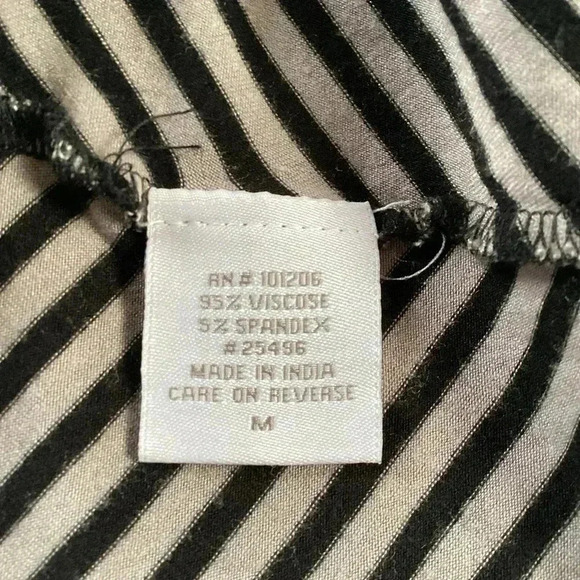 RN # 101206
95% VISCOSE
5% SPANDEX
# 25496
MADE IN INDIA
CARE ON REVERSE
M